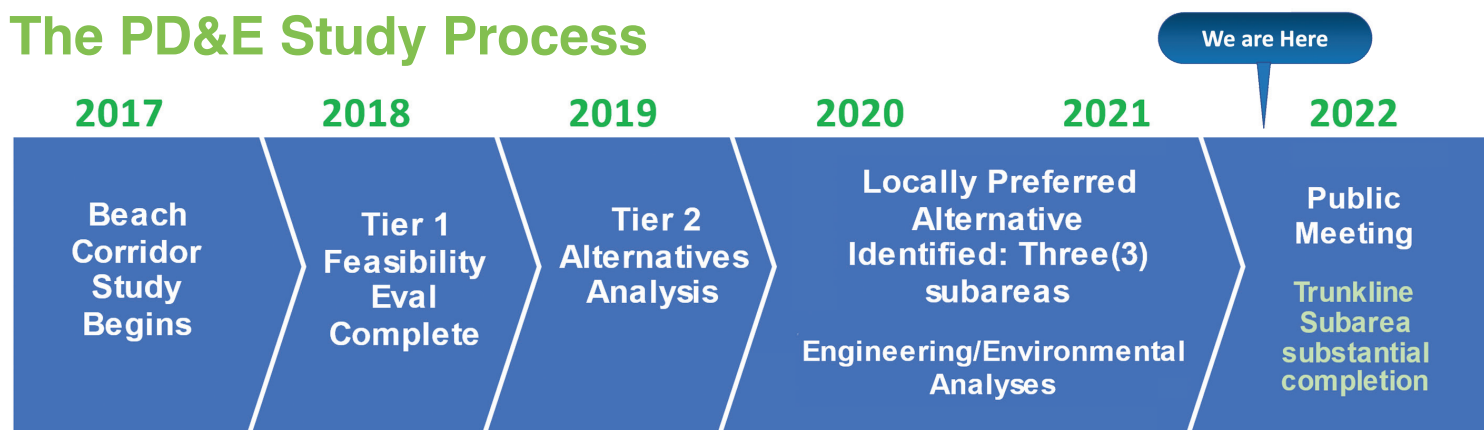 The PD&E Study Process
We are Here
2017
2018
2019
2020
2021
2022
Beach
Corridor
Study
Begins
Tier 1
Feasibility
Eval
Complete
Tier 2
Alternatives
Analysis
Locally Preferred
Alternative
Identified: Three(3)
subareas
Engineering/Environmental
Analyses
Public
Meeting
Trunkline
Subarea
substantial
completion